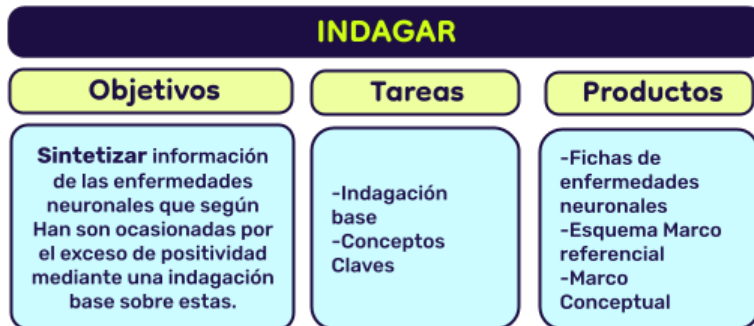 INDAGAR
Objetivos
Tareas
Productos
Sintetizar información
de las enfermedades
neuronales que según
Han son ocasionadas por
el exceso de positividad
mediante una indagación
base sobre estas.
-Indagación
base
-Conceptos
Claves
-Fichas de
enfermedades
neuronales
-Esquema Marco
referencial
-Marco
Conceptual